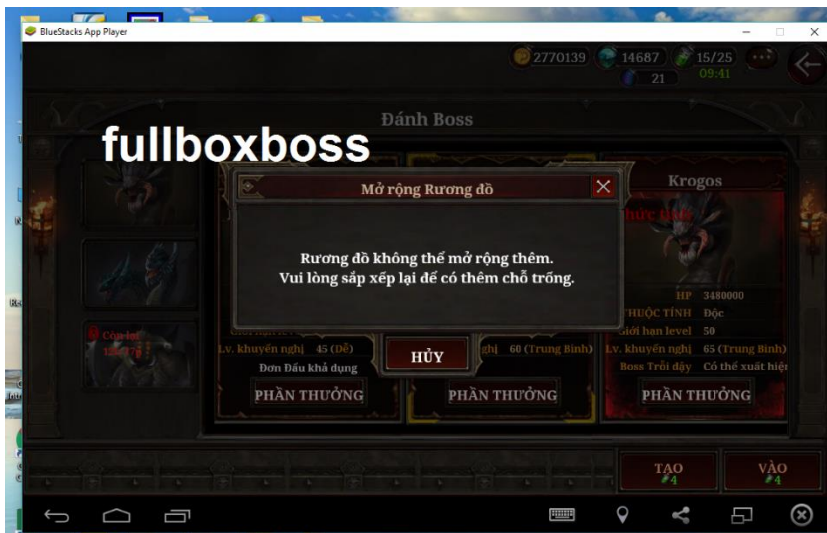 BlueStacks App Player
2770139
14687
15/25
21
09:41
Đánh Boss
fullboxboss
Mở rộng Rương đồ
Krogos
Rương đồ không thể mở rộng thêm.
Vui lòng sắp xếp lại để có thêm chỗ trống.
HP 3480000
THUỘC TÍNH Độc
Giới hạn level 50
Còn lại
Lv. khuyến nghị 45 (Dễ)
nghị 60 (Trung Bình)
Lv. khuyến nghị 65 (Trung Bình)
HỦY
Đơn Đấu khả dụng
Boss Trỗi dậy Có thể xuất hiện
PHẦN THƯỞNG
PHẦN THƯỞNG
PHẦN THƯỞNG
TẠO
4
VÀO
4